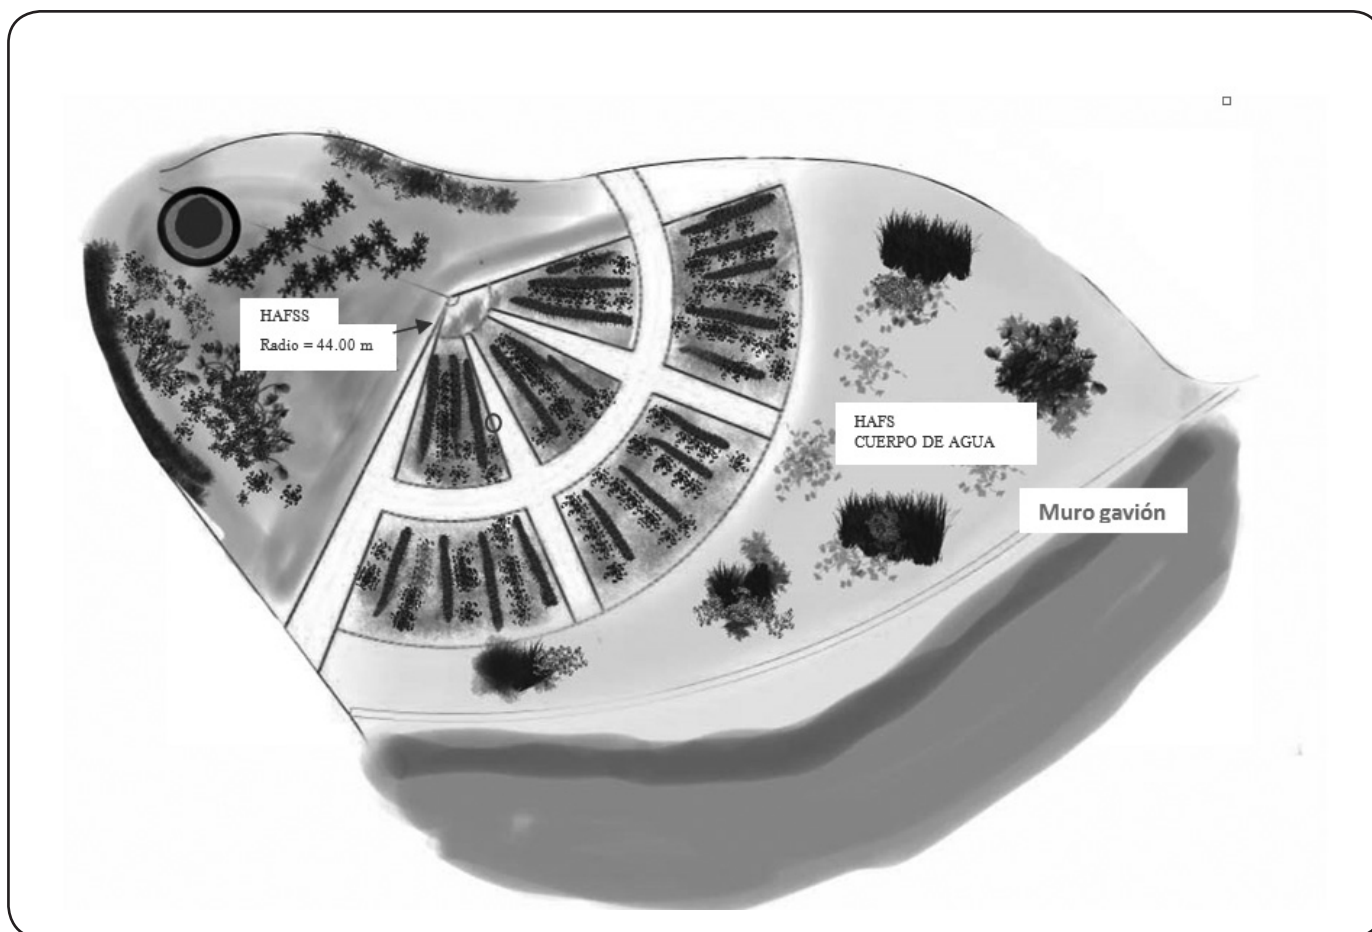 HAFSS
Radio = 44.00 m
HAFS
CUERPO DE AGUA
Muro gavión